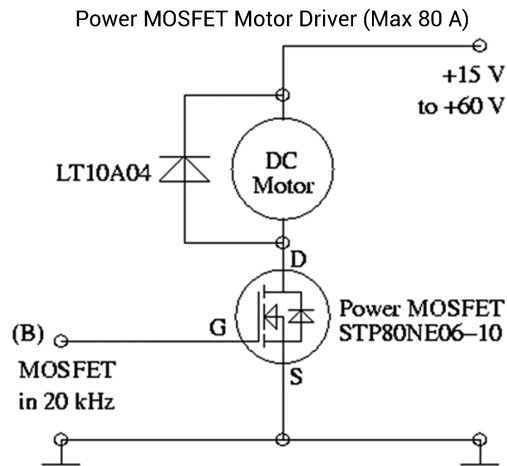 Power MOSFET Motor Driver (Max 80 A)
+15 V
to +60 V
LT10A04
DC
Motor
D
Power MOSFET
STP80NE06-10
G
(B)
MOSFET
in 20 kHz
S